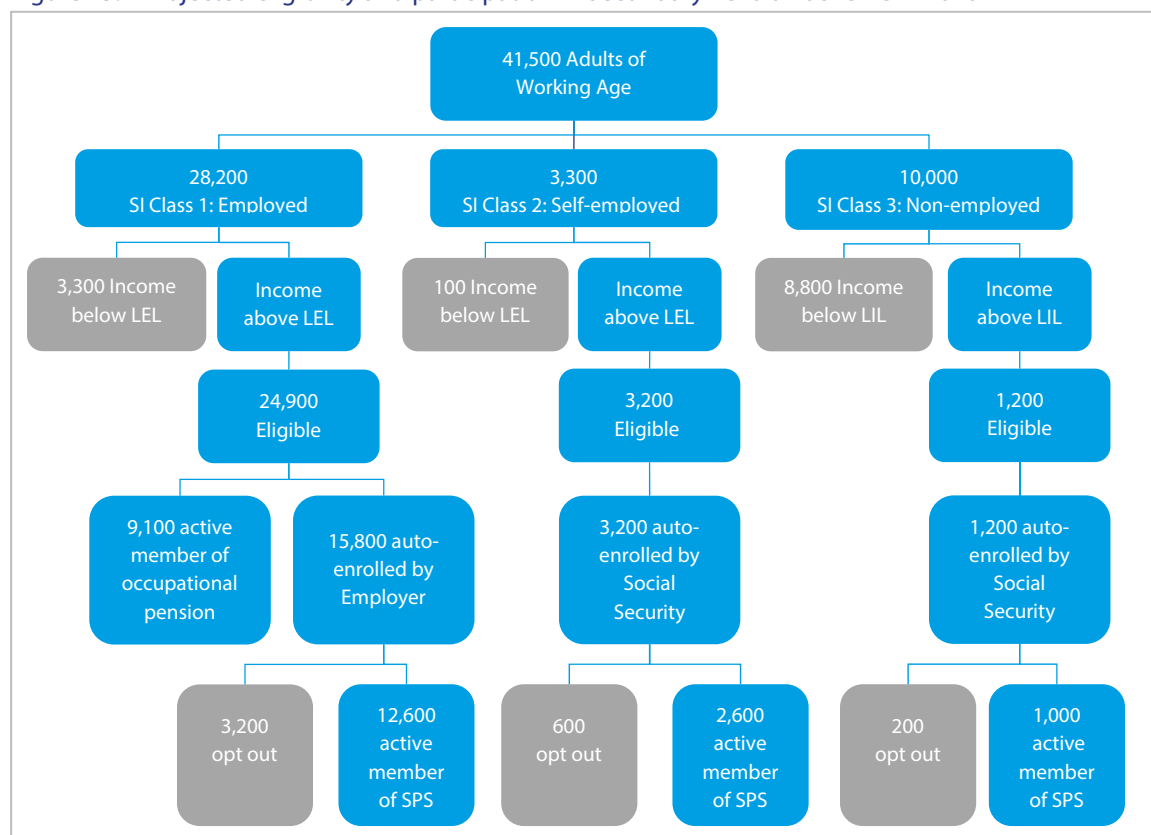 41,500 Adults of
Working Age
28,200
SI Class 1: Employed
3,300
SI Class 2: Self-employed
10,000
SI Class 3: Non-employed
3,300 Income
below LEL
Income
above LEL
100 Income
below LEL
Income
above LEL
8,800 Income
below LIL
Income
above LIL
24,900
Eligible
3,200
Eligible
1,200
Eligible
9,100 active
member of
occupational
pension
15,800 auto-
enrolled by
Employer
3,200 auto-
enrolled by
Social
Security
1,200 auto-
enrolled by
Social
Security
3,200
opt out
12,600
active
member
of SPS
600
opt out
2,600
active
member
of SPS
200
opt out
1,000
active
member
of SPS